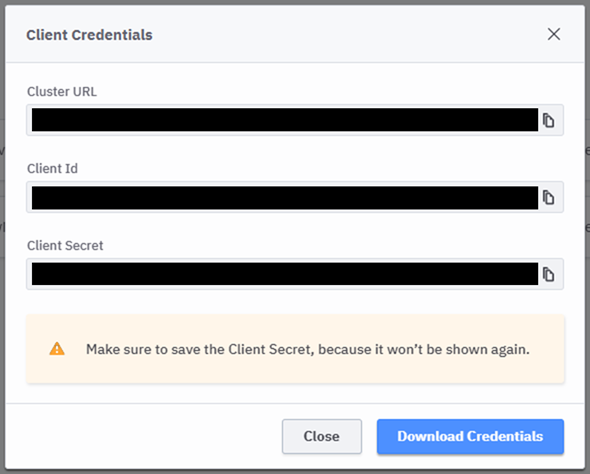 Client Credentials
Cluster URL
Client Id
Client Secret
Make sure to save the Client Secret, because it won’t be shown again.
Close
Download Credentials